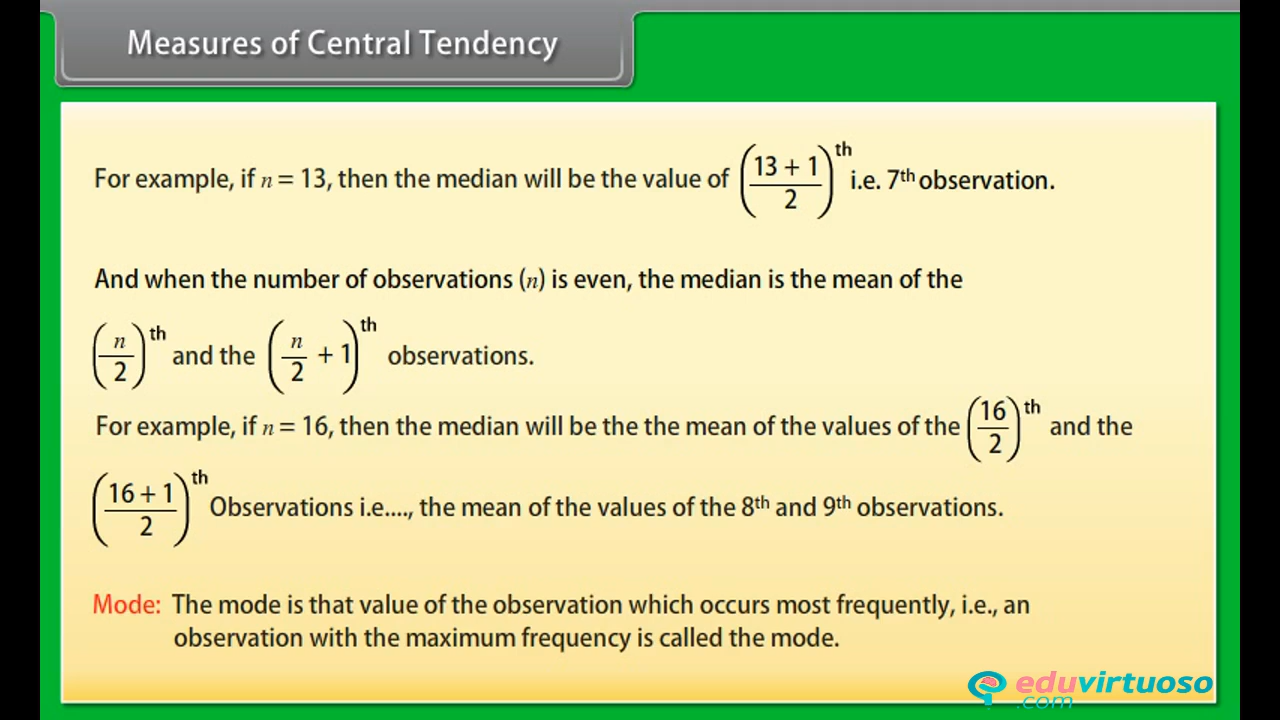 Measures of Central Tendency
For example, if n = 13, then the median will be the value of ((13 + 1)/2)th i.e. 7th observation.
And when the number of observations (n) is even, the median is the mean of the
(n/2)th and the (n/2 + 1)th observations.
For example, if n = 16, then the median will be the the mean of the values of the (16/2)th and the
((16 + 1)/2)th Observations i.e...., the mean of the values of the 8th and 9th observations.
Mode: The mode is that value of the observation which occurs most frequently, i.e., an
observation with the maximum frequency is called the mode.
eduvirtuoso
.com